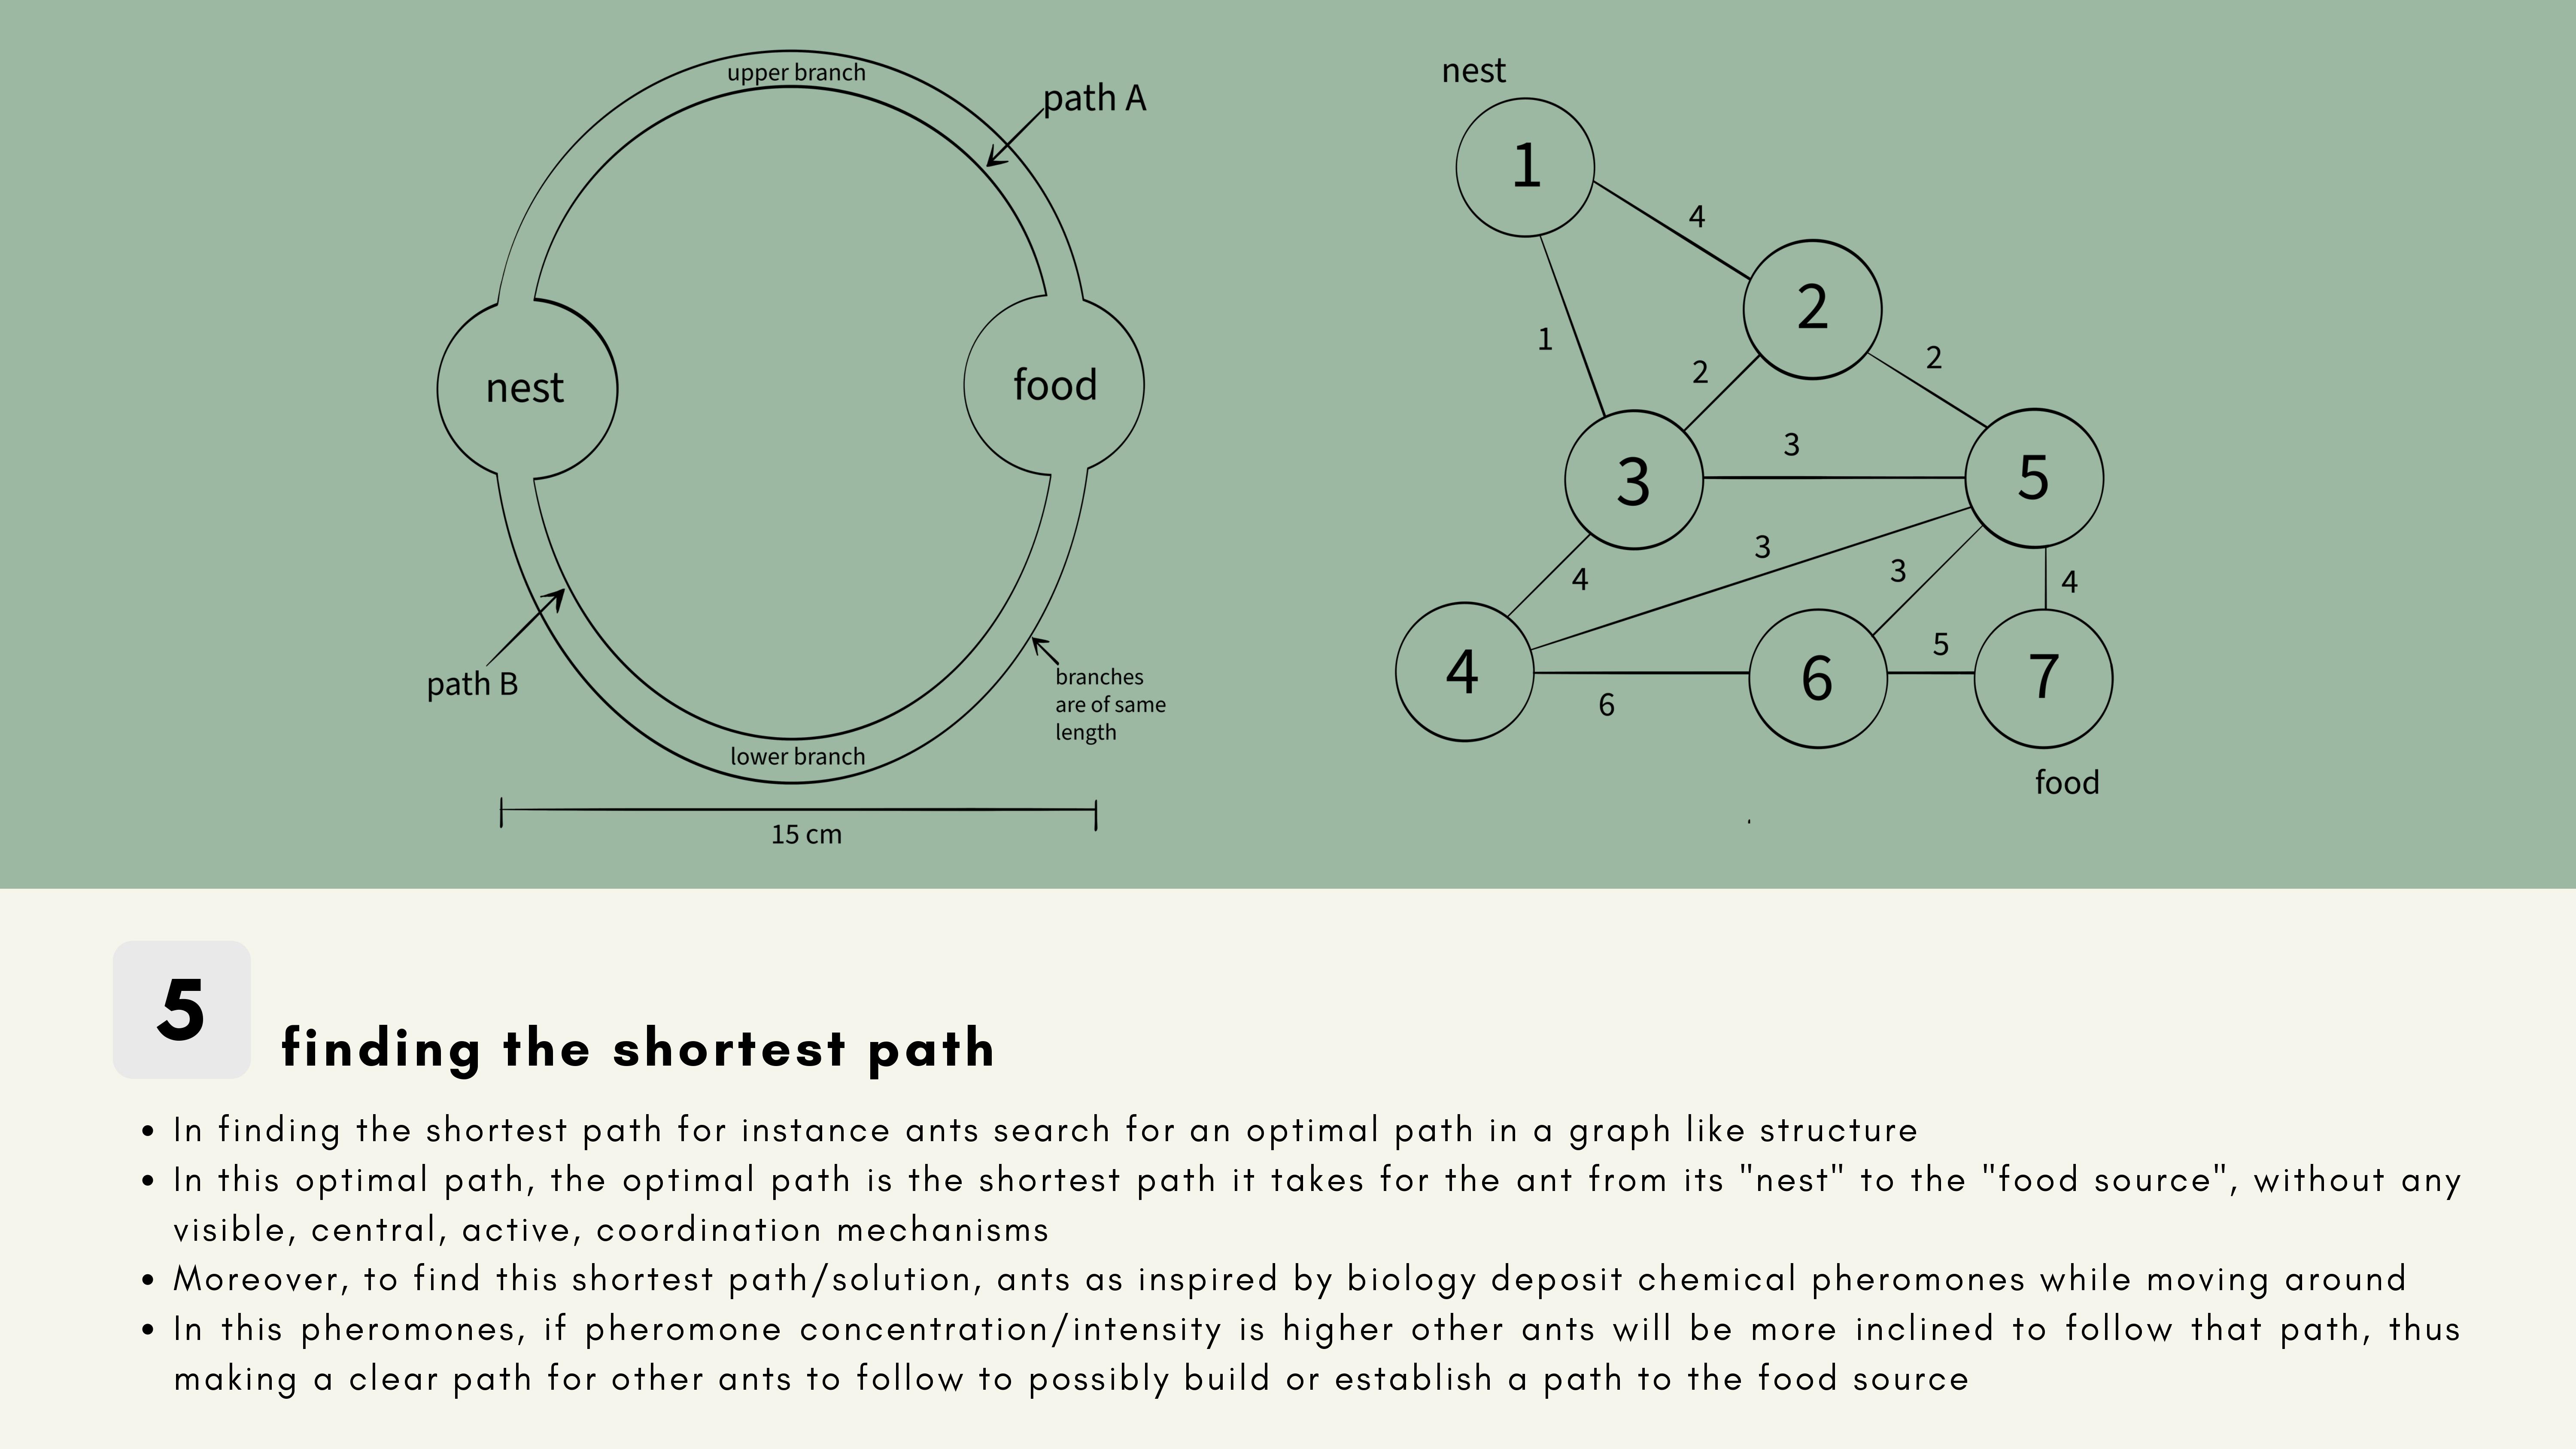 upper branch
path A
nest
food
path B
branches
are of same
length
lower branch
15 cm
nest
1
4
2
1
2
2
3
3
5
3
4
3
4
4
6
6
5
7
food
5
finding the shortest path
• In finding the shortest path for instance ants search for an optimal path in a graph like structure
• In this optimal path, the optimal path is the shortest path it takes for the ant from its "nest" to the "food source", without any
visible, central, active, coordination mechanisms
• Moreover, to find this shortest path/solution, ants as inspired by biology deposit chemical pheromones while moving around
• In this pheromones, if pheromone concentration/intensity is higher other ants will be more inclined to follow that path, thus
making a clear path for other ants to follow to possibly build or establish a path to the food source